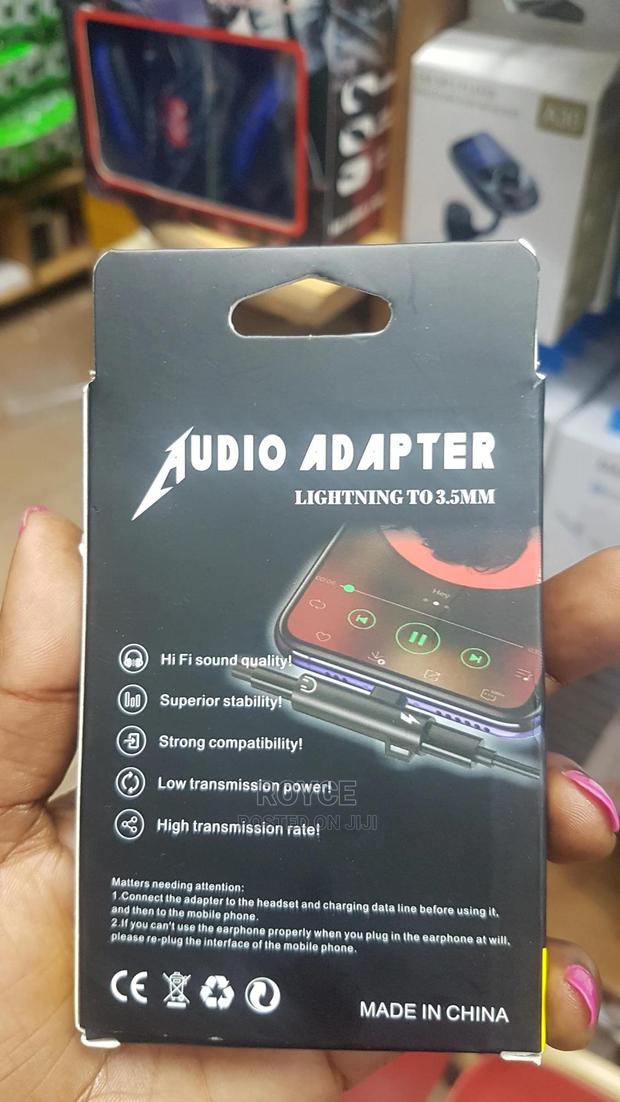 A30
AUDIO ADAPTER
LIGHTNING TO 3.5MM
Hey
00:06
Hi Fi sound quality!
Superior stability!
Strong compatibility!
Low transmission power!
High transmission rate!
ROYCE
POSTED ON JIJI
Matters needing attention:
1.Connect the adapter to the headset and charging data line before using it,
and then to the mobile phone.
2.If you can't use the earphone properly when you plug in the earphone at will,
please re-plug the interface of the mobile phone.
CE
MADE IN CHINA